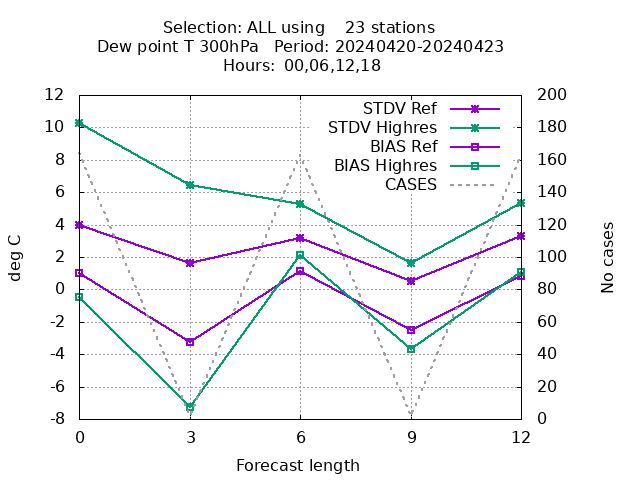 Selection: ALL using    23 stations
Dew point T 300hPa   Period: 20240420-20240423
Hours: 00,06,12,18
12 200
STDV Ref
10 180
STDV Highres
BIAS Ref
8 160
BIAS Highres
CASES
6 140
4 120
2 100
deg C
No cases
0 80
-2 60
-4 40
-6 20
-8 0
0 3 6 9 12
Forecast length